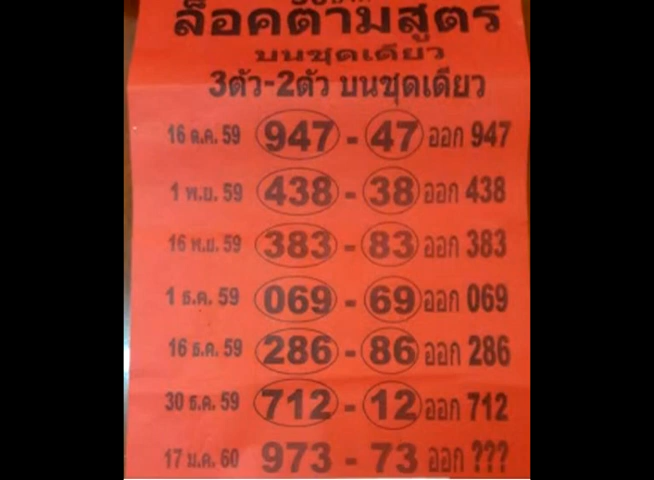 ล็อคตามสูตร
บนชุดเดียว
3ตัว-2ตัว บนชุดเดียว
16 ต.ค. 59 947 - 47 ออก 947
1 พ.ย. 59 438 - 38 ออก 438
16 พ.ย. 59 383 - 83 ออก 383
1 ธ.ค. 59 069 - 69 ออก 069
16 ธ.ค. 59 286 - 86 ออก 286
30 ธ.ค. 59 712 - 12 ออก 712
17 ม.ค. 60 973 - 73 ออก ???